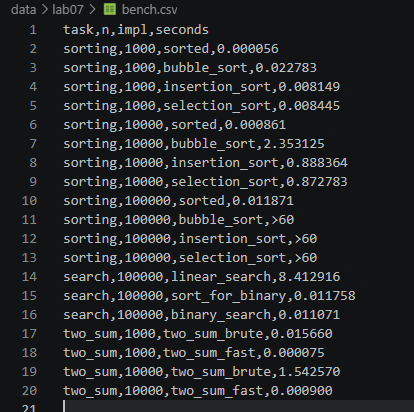 data > lab07 > bench.csv
1 task,n,impl,seconds
2 sorting,1000,sorted,0.000056
3 sorting,1000,bubble_sort,0.022783
4 sorting,1000,insertion_sort,0.008149
5 sorting,1000,selection_sort,0.008445
6 sorting,10000,sorted,0.000861
7 sorting,10000,bubble_sort,2.353125
8 sorting,10000,insertion_sort,0.888364
9 sorting,10000,selection_sort,0.872783
10 sorting,100000,sorted,0.011871
11 sorting,100000,bubble_sort,>60
12 sorting,100000,insertion_sort,>60
13 sorting,100000,selection_sort,>60
14 search,100000,linear_search,8.412916
15 search,100000,sort_for_binary,0.011758
16 search,100000,binary_search,0.011071
17 two_sum,1000,two_sum_brute,0.015660
18 two_sum,1000,two_sum_fast,0.000075
19 two_sum,10000,two_sum_brute,1.542570
20 two_sum,10000,two_sum_fast,0.000900
21